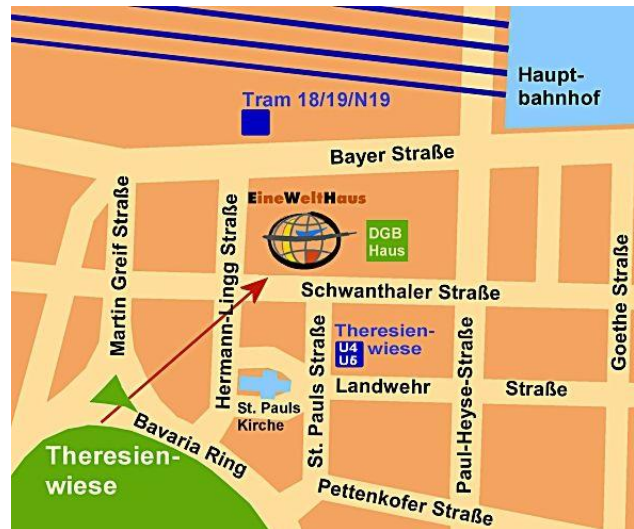 Haupt-
bahnhof
Tram 18/19/N19
Bayer Straße
EineWeltHaus
DGB
Haus
Martin Greif Straße
Hermann-Lingg Straße
Schwanthaler Straße
Goethe Straße
Theresien-
wiese
U4
U5
St. Pauls Straße
Paul-Heyse-Straße
Landwehr Straße
St. Pauls
Kirche
Bavaria Ring
Theresien-
wiese
Pettenkofer Straße